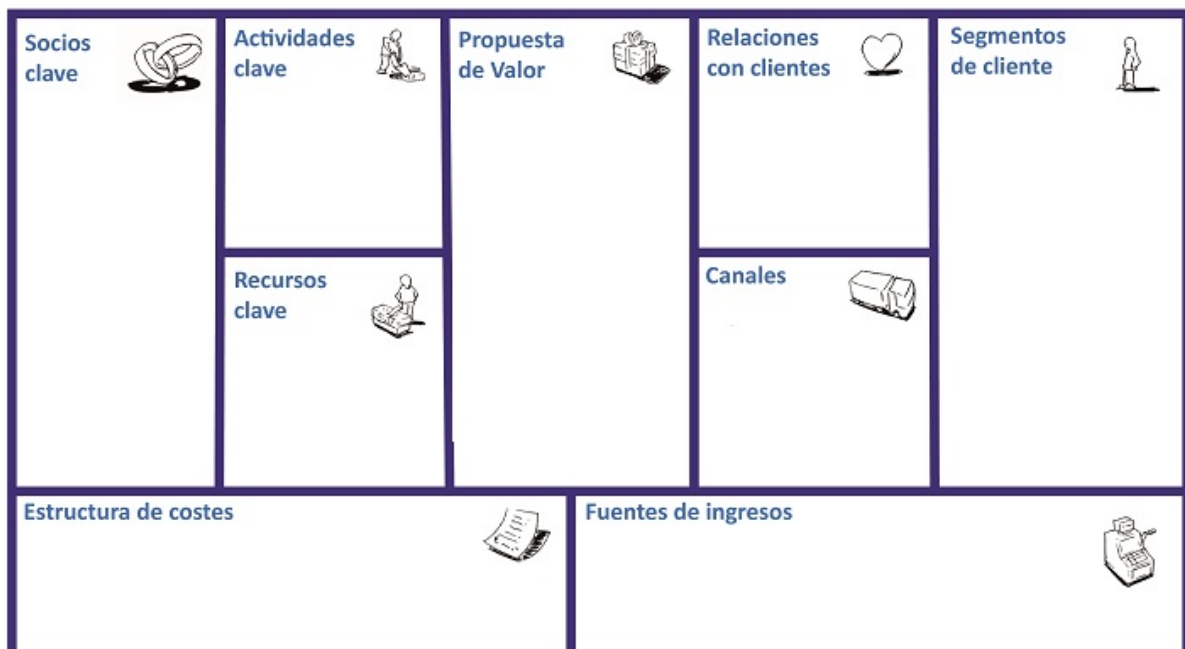 Socios
clave
Actividades
clave
Propuesta
de Valor
Relaciones
con clientes
Segmentos
de cliente
Recursos
clave
Canales
Estructura de costes
Fuentes de ingresos